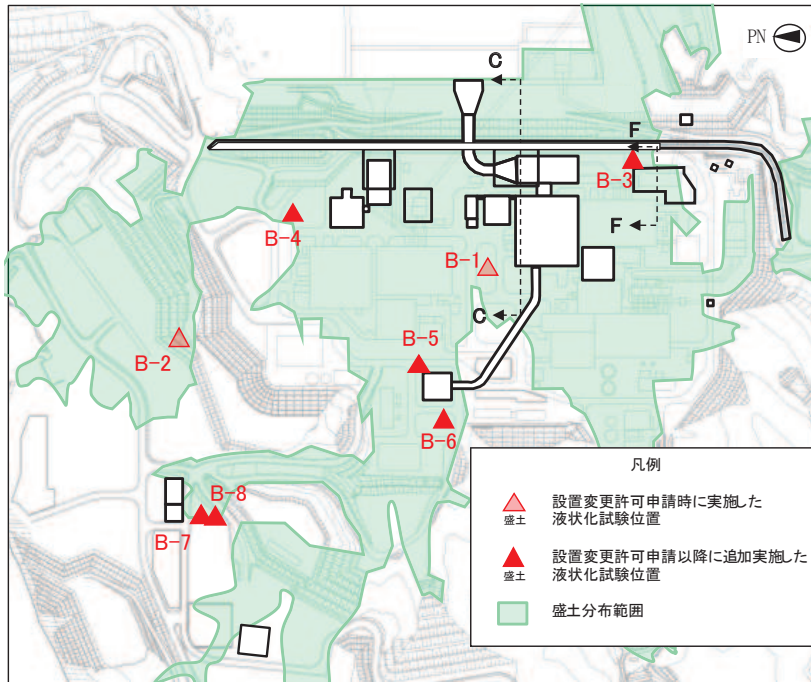 PN
C
F
B-3
B-4
F
B-1
C
B-5
B-2
B-6
凡例
B-8
設置変更許可申請時に実施した
盛土
液状化試験位置
B-7
設置変更許可申請以降に追加実施した
盛土
液状化試験位置
盛土分布範囲